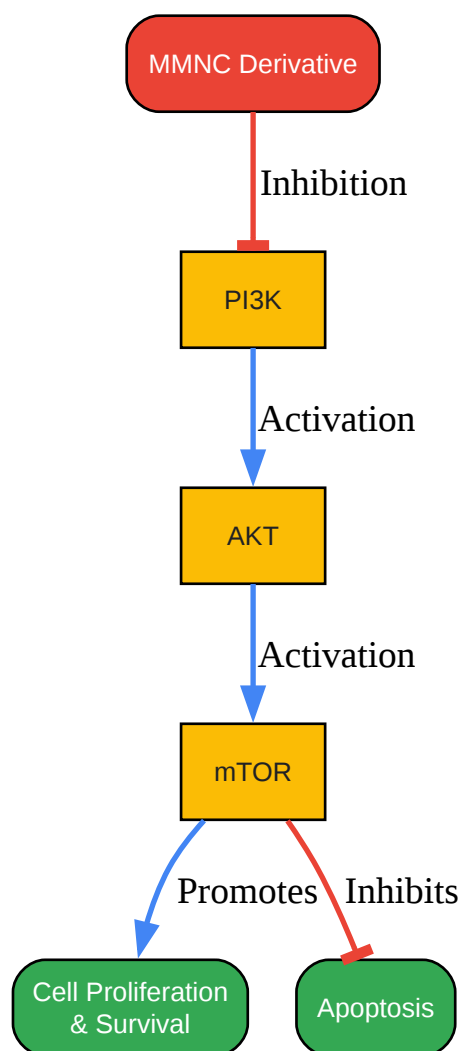 MMNC Derivative
Inhibition
PI3K
Activation
AKT
Activation
mTOR
Promotes
Inhibits
Cell Proliferation
& Survival
Apoptosis